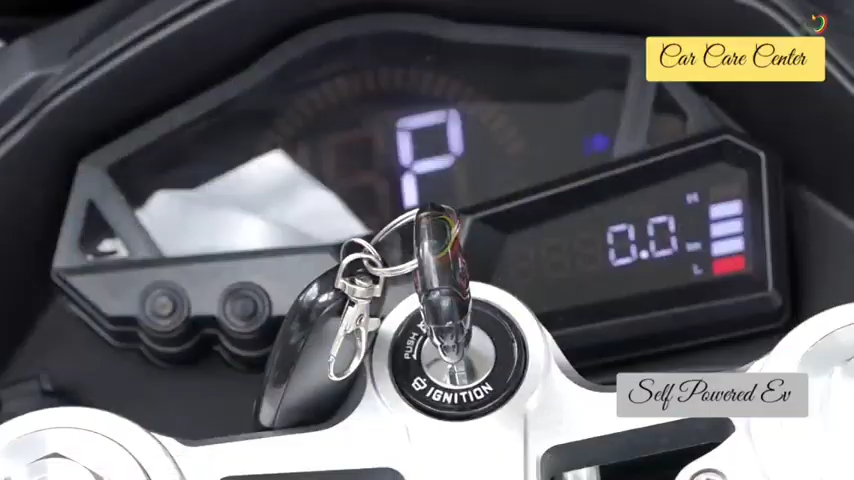 Car Care Center
P
0.0
H
L
PUSH
IGNITION
Self Powered Ev